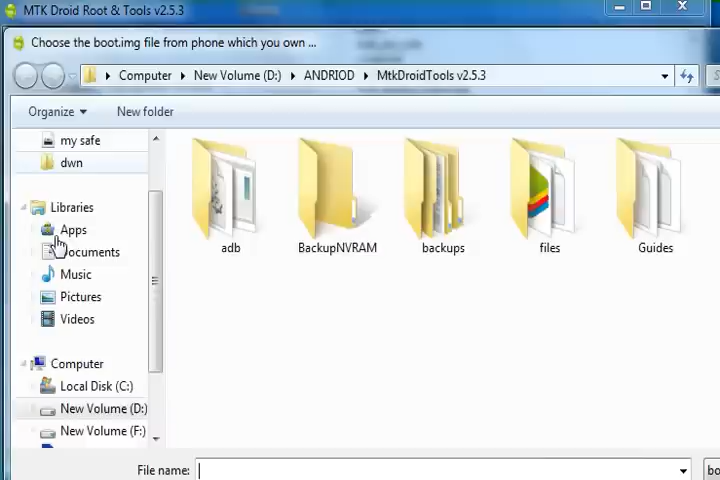 MTK Droid Root & Tools v2.5.3
Choose the boot.img file from phone which you own ...
Computer New Volume (D:) ANDRIOD MtkDroidTools v2.5.3
Organize New folder
my safe
dwn
Libraries
Apps
Documents
Music
Pictures
Videos
Computer
Local Disk (C:)
New Volume (D:)
New Volume (F:)
adb BackupNVRAM backups files Guides
File name: bo